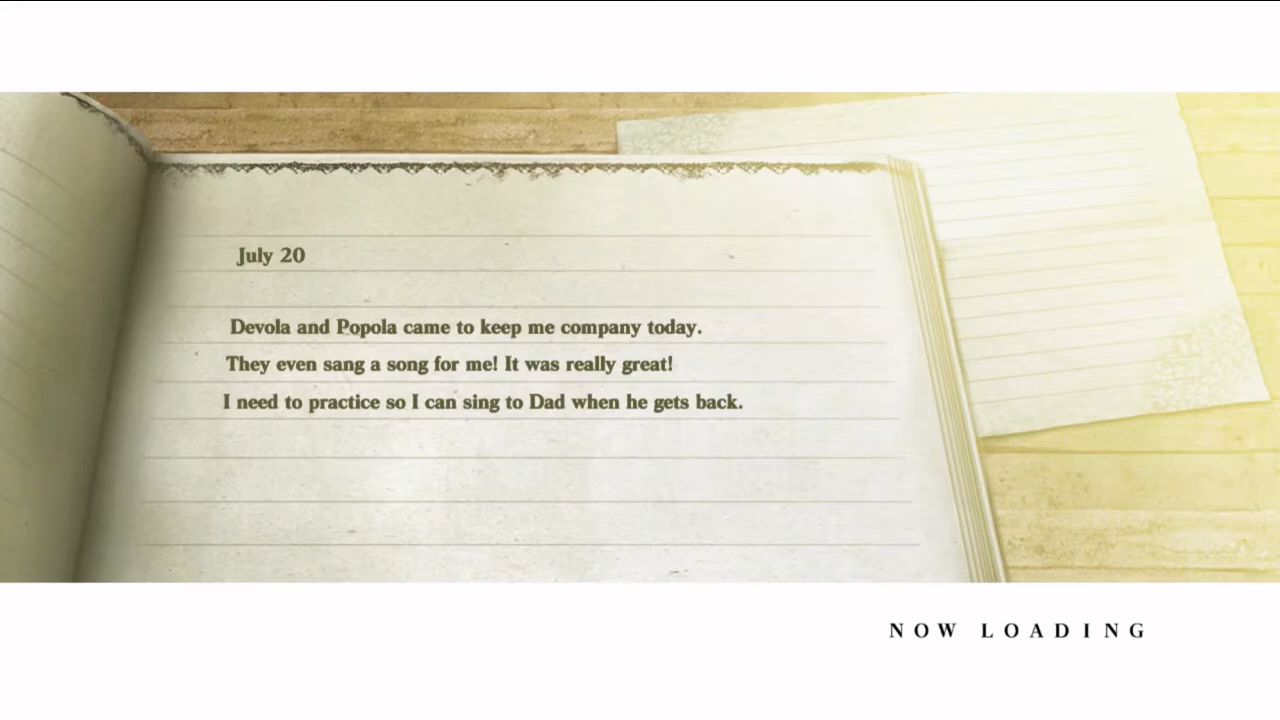 July 20
Devola and Popola came to keep me company today.
They even sang a song for me! It was really great!
I need to practice so I can sing to Dad when he gets back.
NOW LOADING